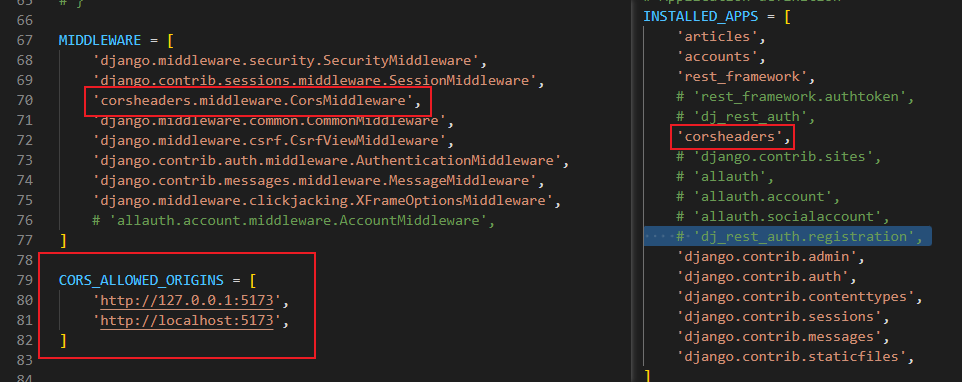 65 # }
66
67 MIDDLEWARE = [
68     'django.middleware.security.SecurityMiddleware',
69     'django.contrib.sessions.middleware.SessionMiddleware',
70     'corsheaders.middleware.CorsMiddleware',
71     'django.middleware.common.CommonMiddleware',
72     'django.middleware.csrf.CsrfViewMiddleware',
73     'django.contrib.auth.middleware.AuthenticationMiddleware',
74     'django.contrib.messages.middleware.MessageMiddleware',
75     'django.middleware.clickjacking.XFrameOptionsMiddleware',
76     # 'allauth.account.middleware.AccountMiddleware',
77 ]
78
79 CORS_ALLOWED_ORIGINS = [
80     'http://127.0.0.1:5173',
81     'http://localhost:5173',
82 ]
83
84
# Application definition
INSTALLED_APPS = [
    'articles',
    'accounts',
    'rest_framework',
    # 'rest_framework.authtoken',
    # 'dj_rest_auth',
    'corsheaders',
    # 'django.contrib.sites',
    # 'allauth',
    # 'allauth.account',
    # 'allauth.socialaccount',
    # 'dj_rest_auth.registration',
    'django.contrib.admin',
    'django.contrib.auth',
    'django.contrib.contenttypes',
    'django.contrib.sessions',
    'django.contrib.messages',
    'django.contrib.staticfiles',
]